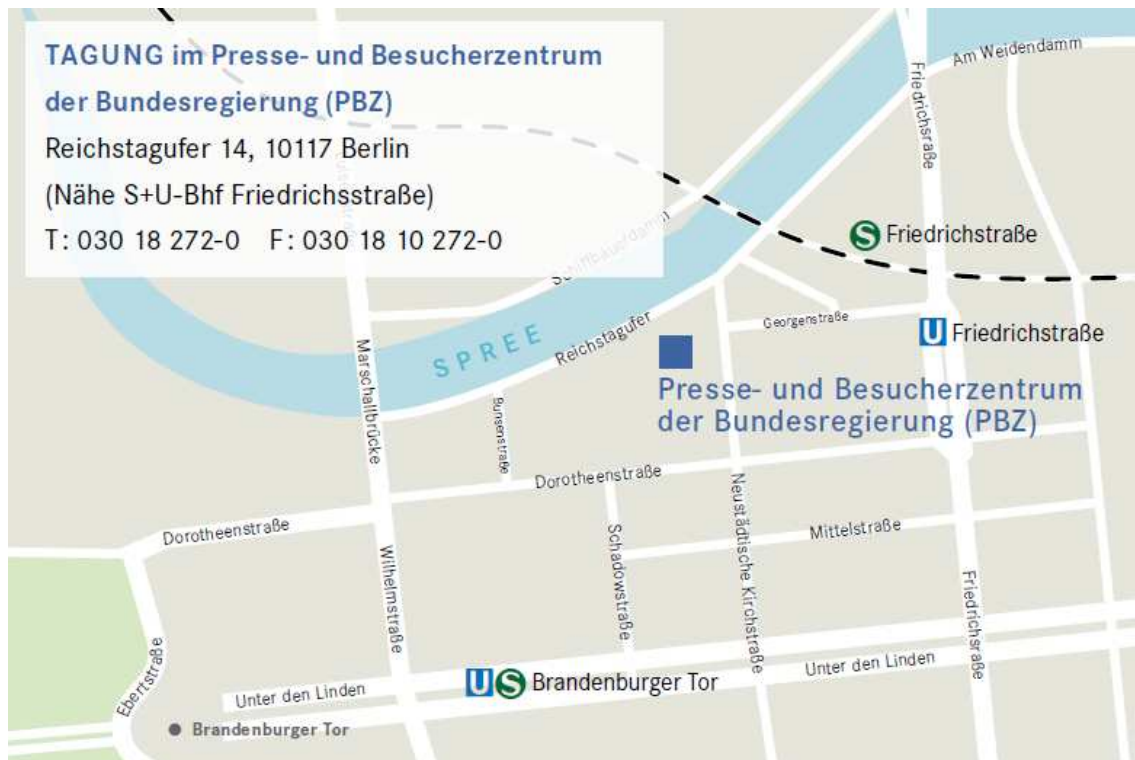 TAGUNG im Presse- und Besucherzentrum
der Bundesregierung (PBZ)
Reichstagufer 14, 10117 Berlin
(Nähe S+U-Bhf Friedrichsstraße)
T: 030 18 272-0 F: 030 18 10 272-0
Am Weidendamm
Friedrichsraße
Schiffbauerdamm
S Friedrichstraße
Georgenstraße
U Friedrichstraße
SPREE
Reichstagufer
Marschallbrücke
Presse- und Besucherzentrum
der Bundesregierung (PBZ)
Bunsenstraße
Dorotheenstraße
Dorotheenstraße
Mittelstraße
Neustädtische Kirchstraße
Schadowstraße
Wilhelmstraße
Friedrichsraße
Ebertstraße
Unter den Linden
U S Brandenburger Tor
Unter den Linden
Brandenburger Tor